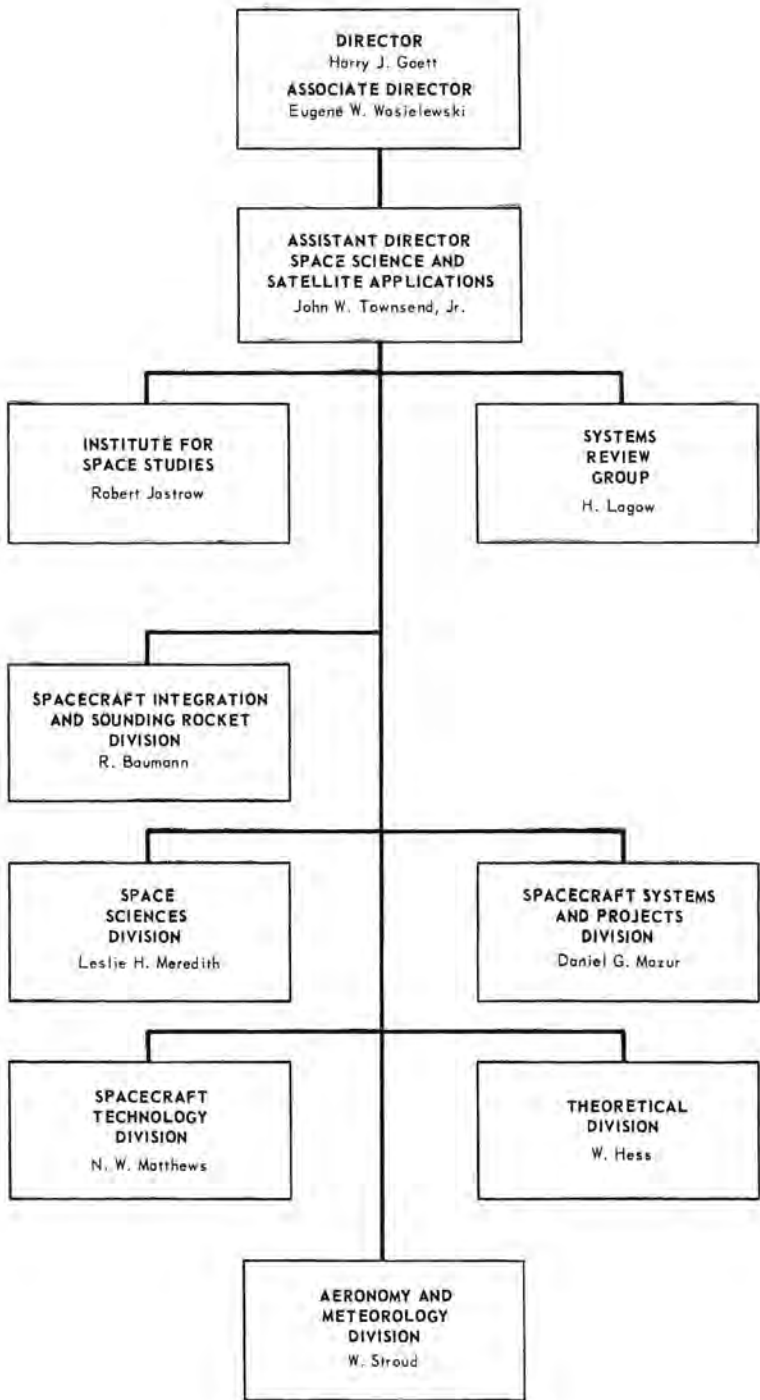 DIRECTOR
Harry J. Goett
ASSOCIATE DIRECTOR
Eugene W. Wasielewski
ASSISTANT DIRECTOR
SPACE SCIENCE AND
SATELLITE APPLICATIONS
John W. Townsend, Jr.
INSTITUTE FOR
SPACE STUDIES
Robert Jastrow
SYSTEMS
REVIEW
GROUP
H. Lagow
SPACECRAFT INTEGRATION
AND SOUNDING ROCKET
DIVISION
R. Baumann
SPACE
SCIENCES
DIVISION
Leslie H. Meredith
SPACECRAFT SYSTEMS
AND PROJECTS
DIVISION
Daniel G. Mazur
SPACECRAFT
TECHNOLOGY
DIVISION
N. W. Matthews
THEORETICAL
DIVISION
W. Hess
AERONOMY AND
METEOROLOGY
DIVISION
W. Stroud